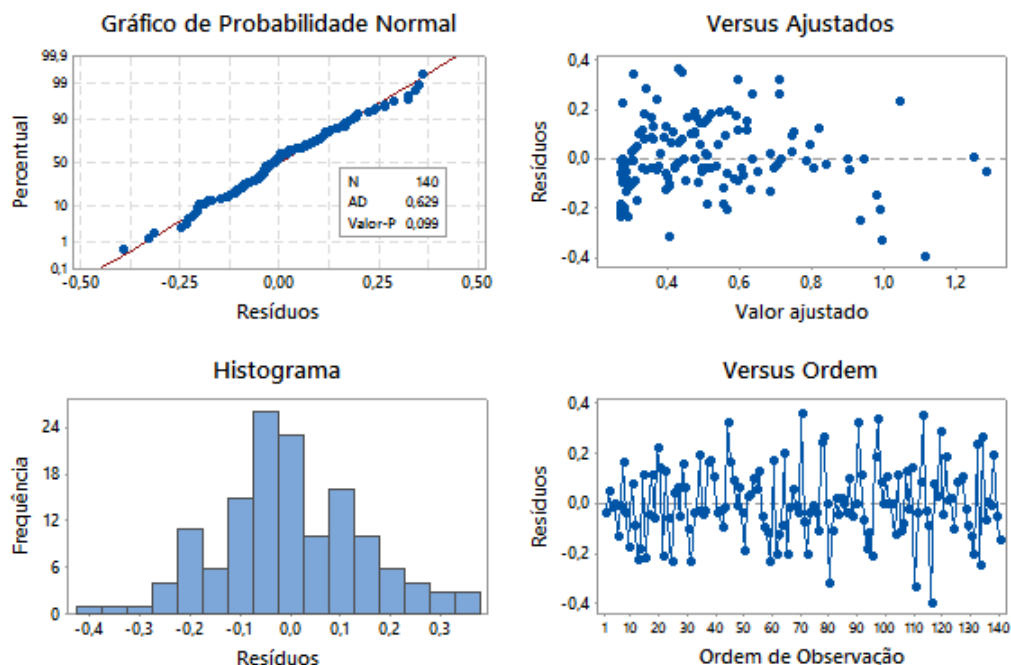 Gráfico de Probabilidade Normal
99,9
99
90
50
10
1
0,1
Percentual
N 140
AD 0,629
Valor-P 0,099
-0,50 -0,25 0,00 0,25 0,50
Resíduos
Versus Ajustados
0,4
0,2
0,0
-0,2
-0,4
Resíduos
0,4 0,6 0,8 1,0 1,2
Valor ajustado
Histograma
24
18
12
6
0
Frequência
-0,4 -0,3 -0,2 -0,1 0,0 0,1 0,2 0,3
Resíduos
Versus Ordem
0,4
0,2
0,0
-0,2
-0,4
Resíduos
1 10 20 30 40 50 60 70 80 90 100 110 120 130 140
Ordem de Observação